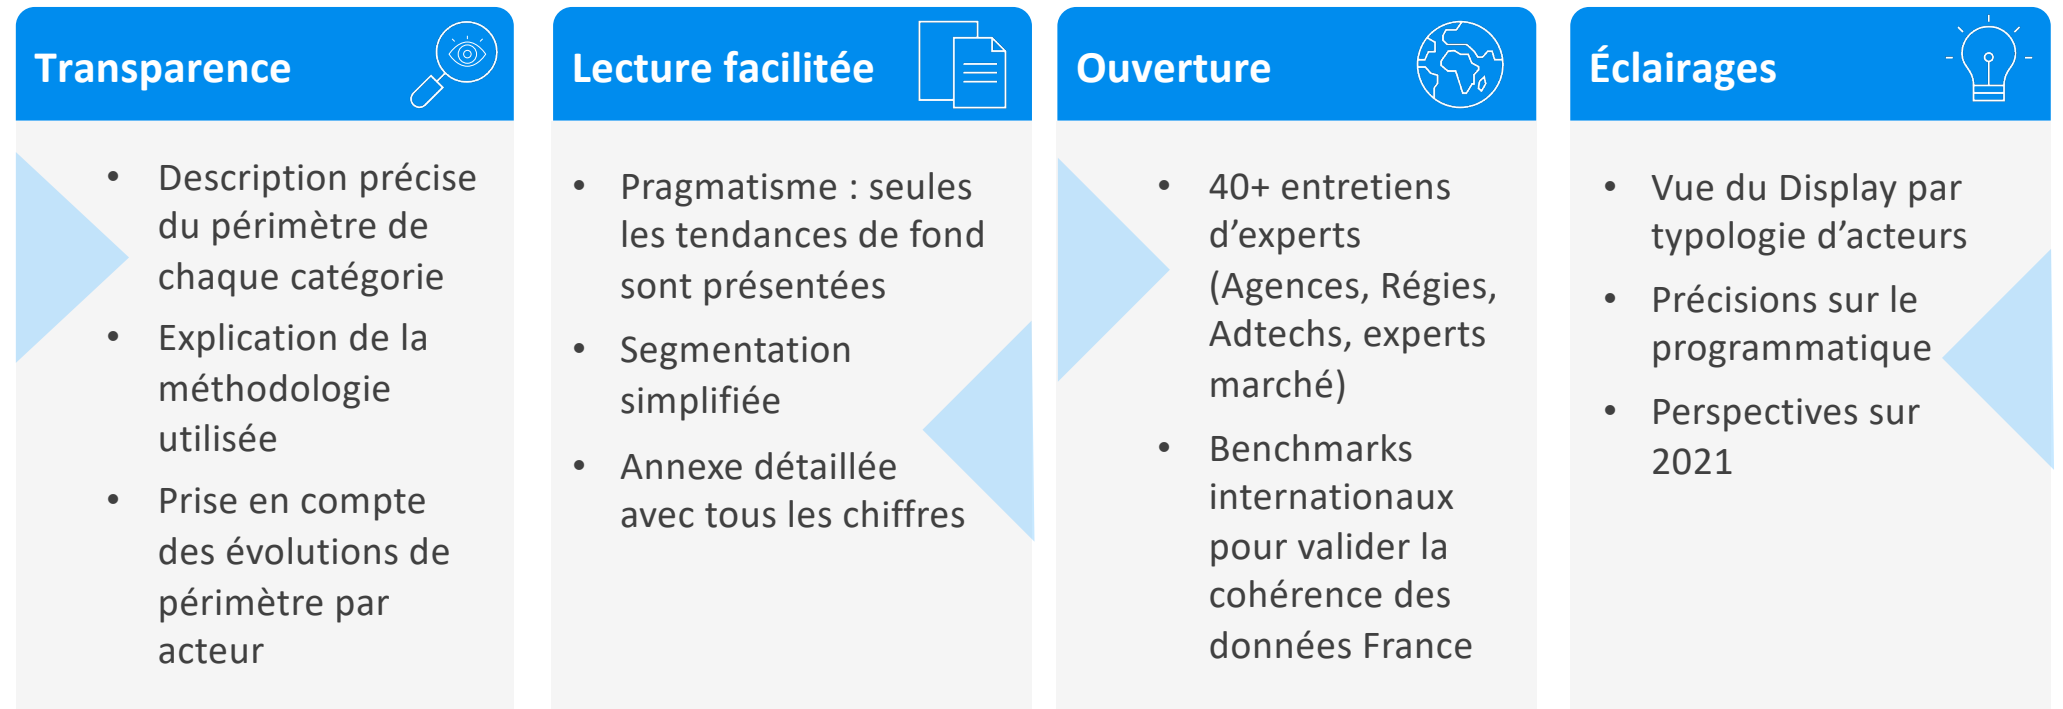 Transparence
• Description précise
du périmètre de
chaque catégorie
• Explication de la
méthodologie
utilisée
• Prise en compte
des évolutions de
périmètre par
acteur
Lecture facilitée
• Pragmatisme : seules
les tendances de fond
sont présentées
• Segmentation
simplifiée
• Annexe détaillée
avec tous les chiffres
Ouverture
• 40+ entretiens
d’experts
(Agences, Régies,
Adtechs, experts
marché)
• Benchmarks
internationaux
pour valider la
cohérence des
données France
Éclairages
• Vue du Display par
typologie d’acteurs
• Précisions sur le
programmatique
• Perspectives sur
2021